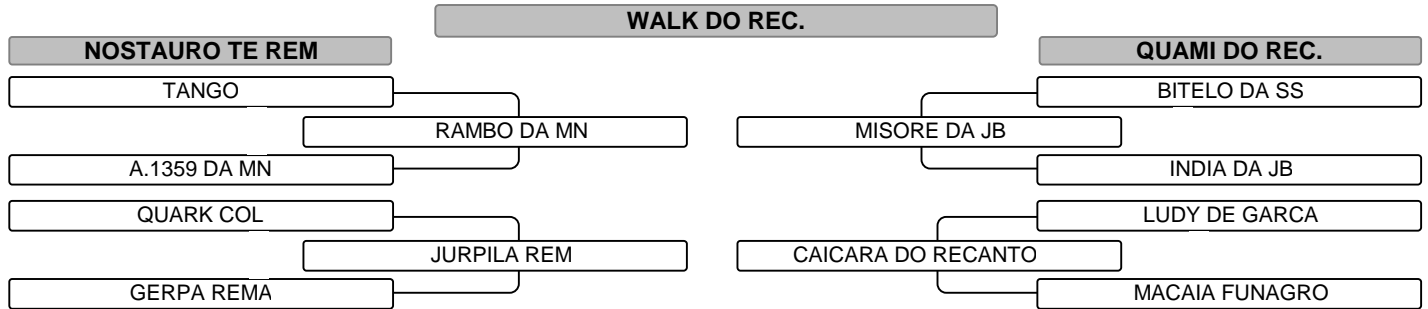 WALK DO REC.
NOSTAURO TE REM
QUAMI DO REC.
TANGO
BITELO DA SS
RAMBO DA MN
MISORE DA JB
A.1359 DA MN
INDIA DA JB
QUARK COL
LUDY DE GARCA
JURPILA REM
CAICARA DO RECANTO
GERPA REMA
MACAIA FUNAGRO